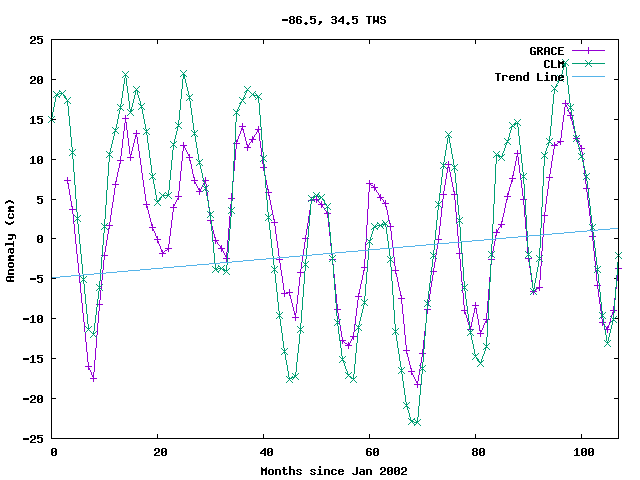 -86.5, 34.5 TWS
GRACE
CLM
Trend Line
25
20
15
10
5
0
-5
-10
-15
-20
-25
Anomaly (cm)
0 20 40 60 80 100
Months since Jan 2002